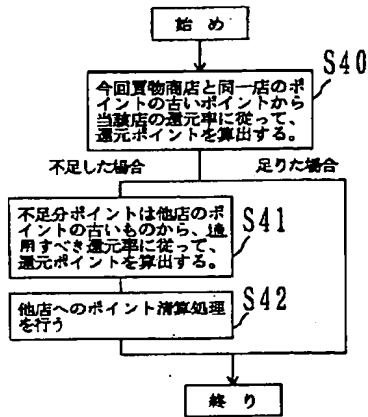 始め
S40
今回買物商店と同一店のポ
イントの古いポイントから
当該店の還元率に従って、
還元ポイントを算出する。
不足した場合
足りた場合
S41
不足分ポイントは他店のポ
イントの古いものから、適
用すべき還元率に従って、
還元ポイントを算出する。
S42
他店へのポイント清算処理
を行う
終り